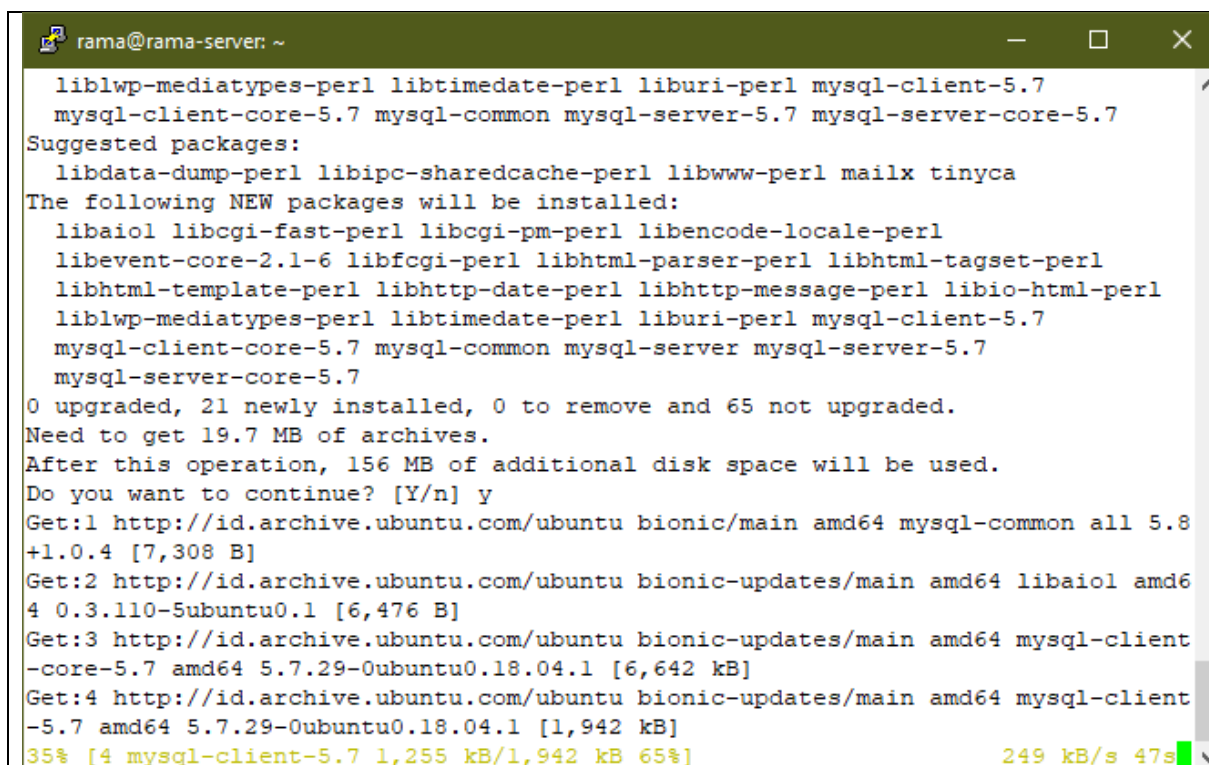 rama@rama-server: ~
liblwp-mediatypes-perl libtimedate-perl liburi-perl mysql-client-5.7
mysql-client-core-5.7 mysql-common mysql-server-5.7 mysql-server-core-5.7
Suggested packages:
libdata-dump-perl libipc-sharedcache-perl libwww-perl mailx tinyca
The following NEW packages will be installed:
libaio1 libcgi-fast-perl libcgi-pm-perl libencode-locale-perl
libevent-core-2.1-6 libfcgi-perl libhtml-parser-perl libhtml-tagset-perl
libhtml-template-perl libhttp-date-perl libhttp-message-perl libio-html-perl
liblwp-mediatypes-perl libtimedate-perl liburi-perl mysql-client-5.7
mysql-client-core-5.7 mysql-common mysql-server mysql-server-5.7
mysql-server-core-5.7
0 upgraded, 21 newly installed, 0 to remove and 65 not upgraded.
Need to get 19.7 MB of archives.
After this operation, 156 MB of additional disk space will be used.
Do you want to continue? [Y/n] y
Get:1 http://id.archive.ubuntu.com/ubuntu bionic/main amd64 mysql-common all 5.8
+1.0.4 [7,308 B]
Get:2 http://id.archive.ubuntu.com/ubuntu bionic-updates/main amd64 libaio1 amd6
4 0.3.110-5ubuntu0.1 [6,476 B]
Get:3 http://id.archive.ubuntu.com/ubuntu bionic-updates/main amd64 mysql-client
-core-5.7 amd64 5.7.29-0ubuntu0.18.04.1 [6,642 kB]
Get:4 http://id.archive.ubuntu.com/ubuntu bionic-updates/main amd64 mysql-client
-5.7 amd64 5.7.29-0ubuntu0.18.04.1 [1,942 kB]
35% [4 mysql-client-5.7 1,255 kB/1,942 kB 65%] 249 kB/s 47s